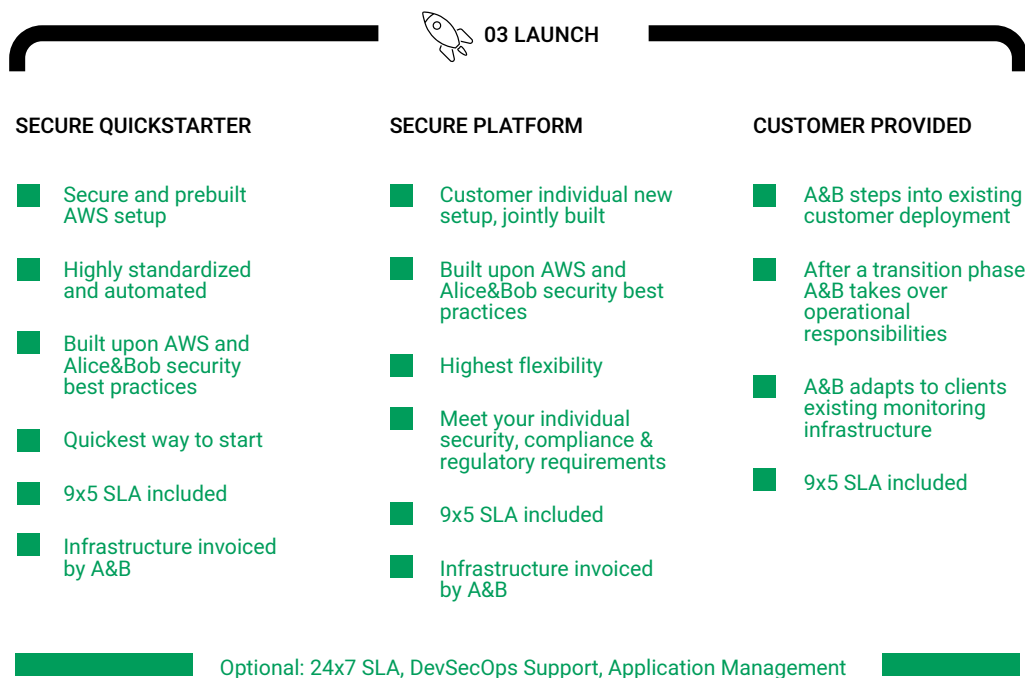 03 LAUNCH
SECURE QUICKSTARTER
Secure and prebuilt
AWS setup
Highly standardized
and automated
Built upon AWS and
Alice&Bob security
best practices
Quickest way to start
9x5 SLA included
Infrastructure invoiced
by A&B
SECURE PLATFORM
Customer individual new
setup, jointly built
Built upon AWS and
Alice&Bob security best
practices
Highest flexibility
Meet your individual
security, compliance &
regulatory requirements
9x5 SLA included
Infrastructure invoiced
by A&B
CUSTOMER PROVIDED
A&B steps into existing
customer deployment
After a transition phase
A&B takes over
operational
responsibilities
A&B adapts to clients
existing monitoring
infrastructure
9x5 SLA included
Optional: 24x7 SLA, DevSecOps Support, Application Management